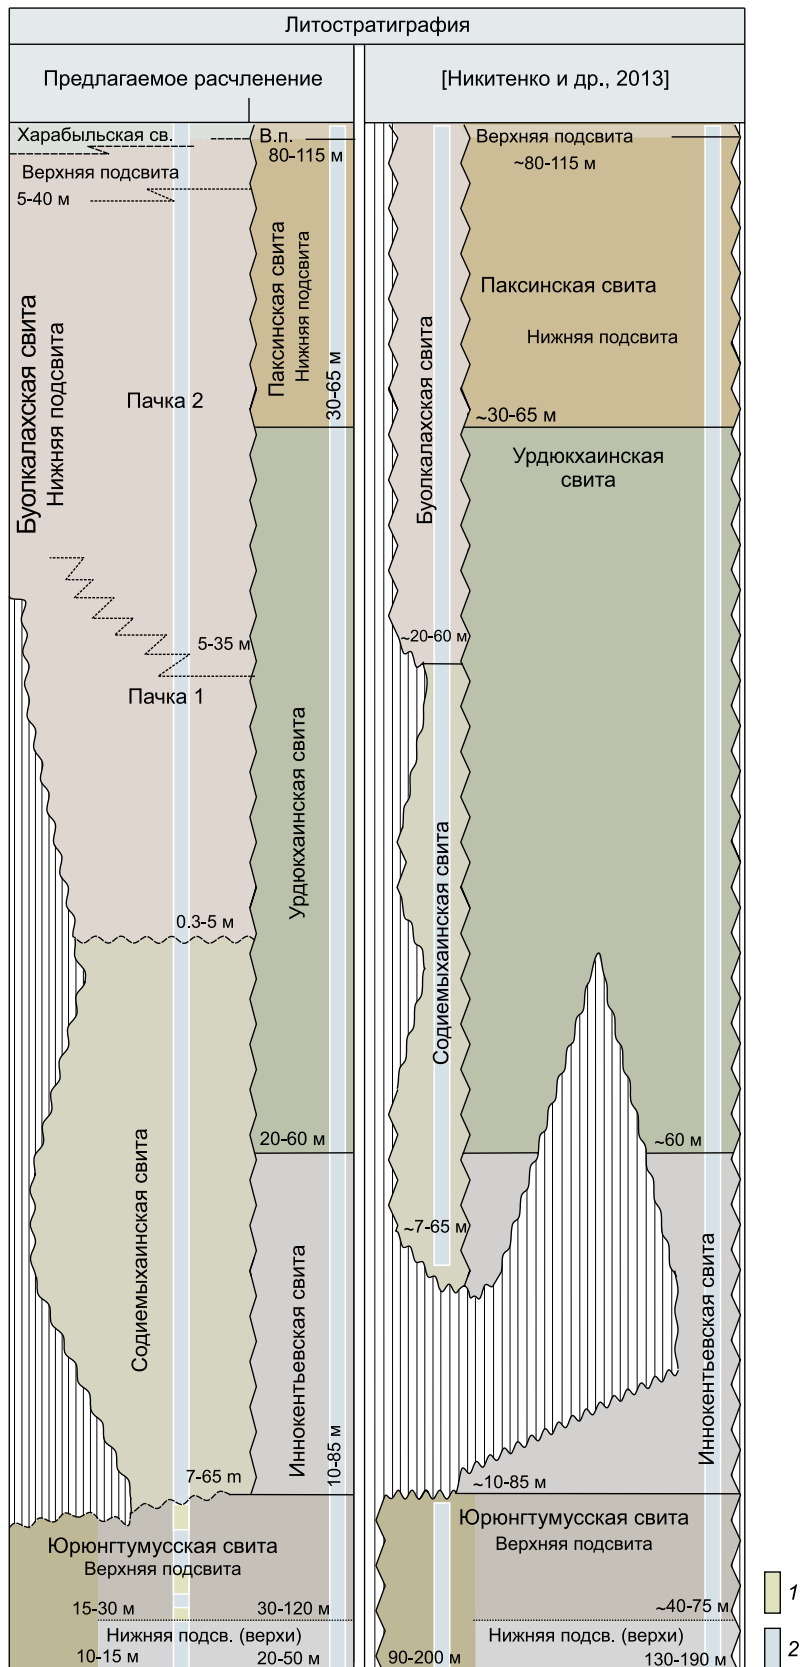 Литостратиграфия
Предлагаемое расчленение
[Никитенко и др., 2013]
Харабыльская св.
В.п.
80-115 м
Верхняя подсвита
5-40 м
Буолкалахская свита
Нижняя подсвита
Пачка 2
Паксинская свита
Нижняя подсвита
30-65 м
5-35 м
Пачка 1
Урдюкхаинская свита
0.3-5 м
20-60 м
Содиемыхаинская свита
Иннокентьевская свита
10-85 м
7-65 m
Юрюнгтумусская свита
Верхняя подсвита
15-30 м
30-120 м
Нижняя подсв. (верхи)
10-15 м
20-50 м
Верхняя подсвита
~80-115 м
Паксинская свита
Нижняя подсвита
~30-65 м
Буолкалахская свита
Урдюкхаинская
свита
~20-60 м
Содиемыхаинская свита
~60 м
~7-65 м
Иннокентьевская свита
~10-85 м
Юрюнгтумусская свита
Верхняя подсвита
~40-75 м
Нижняя подсв. (верхи)
90-200 м
130-190 м
1
2